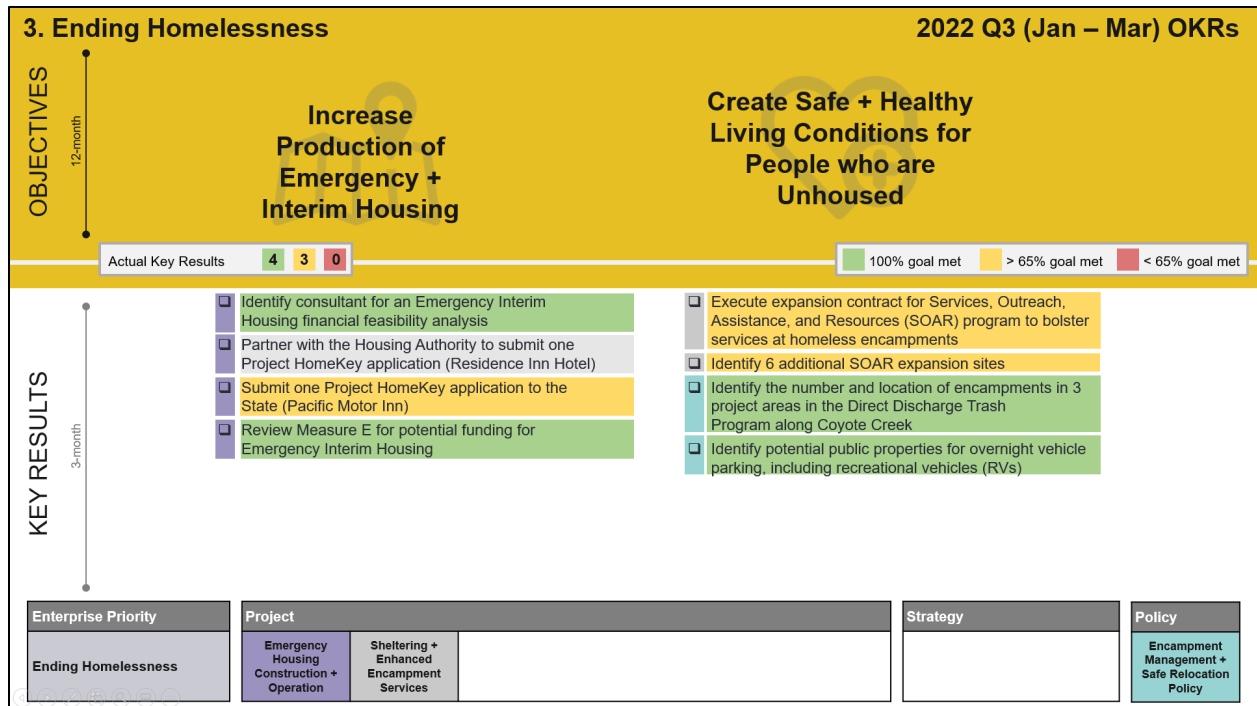 3. Ending Homelessness
2022 Q3 (Jan – Mar) OKRs
OBJECTIVES
12-month
Increase
Production of
Emergency +
Interim Housing
Create Safe + Healthy
Living Conditions for
People who are
Unhoused
Actual Key Results 4 3 0
100% goal met > 65% goal met < 65% goal met
KEY RESULTS
3-month
Identify consultant for an Emergency Interim
Housing financial feasibility analysis
Partner with the Housing Authority to submit one
Project HomeKey application (Residence Inn Hotel)
Submit one Project HomeKey application to the
State (Pacific Motor Inn)
Review Measure E for potential funding for
Emergency Interim Housing
Execute expansion contract for Services, Outreach,
Assistance, and Resources (SOAR) program to bolster
services at homeless encampments
Identify 6 additional SOAR expansion sites
Identify the number and location of encampments in 3
project areas in the Direct Discharge Trash
Program along Coyote Creek
Identify potential public properties for overnight vehicle
parking, including recreational vehicles (RVs)
Enterprise Priority
Ending Homelessness
Project
Emergency
Housing
Construction +
Operation
Sheltering +
Enhanced
Encampment
Services
Strategy
Policy
Encampment
Management +
Safe Relocation
Policy